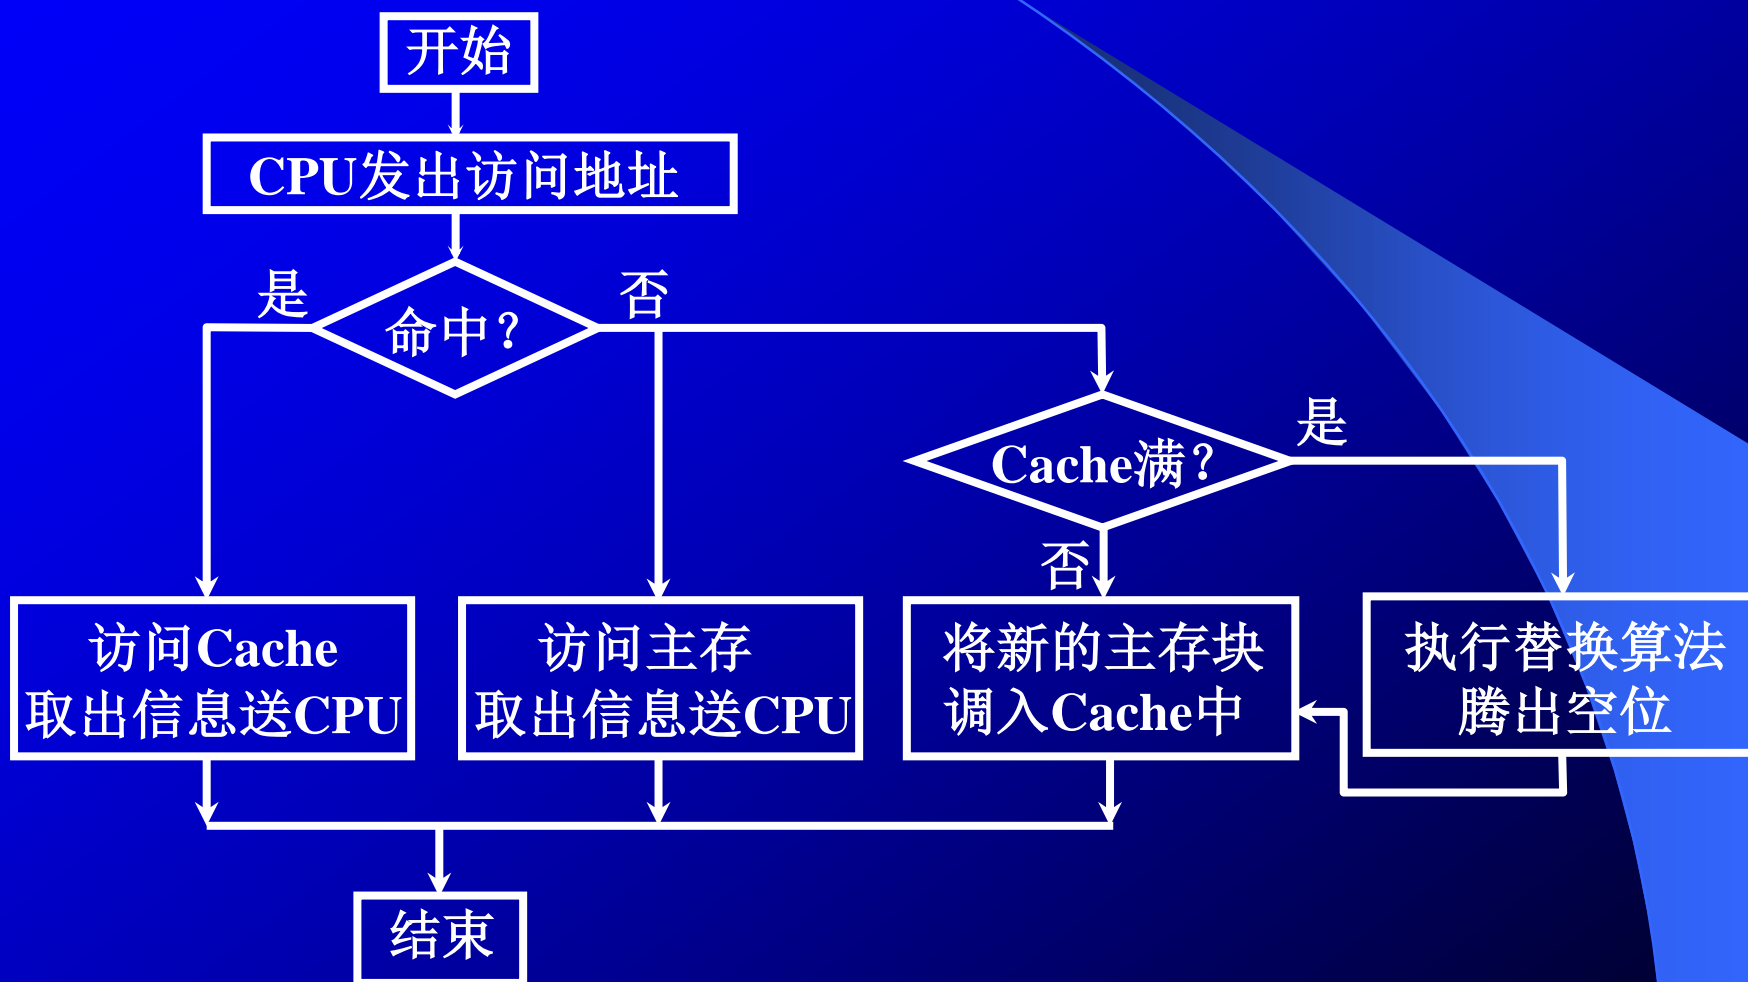 开始
CPU发出访问地址
是
否
命中？
是
Cache满？
否
访问Cache
取出信息送CPU
访问主存
取出信息送CPU
将新的主存块
调入Cache中
执行替换算法
腾出空位
结束